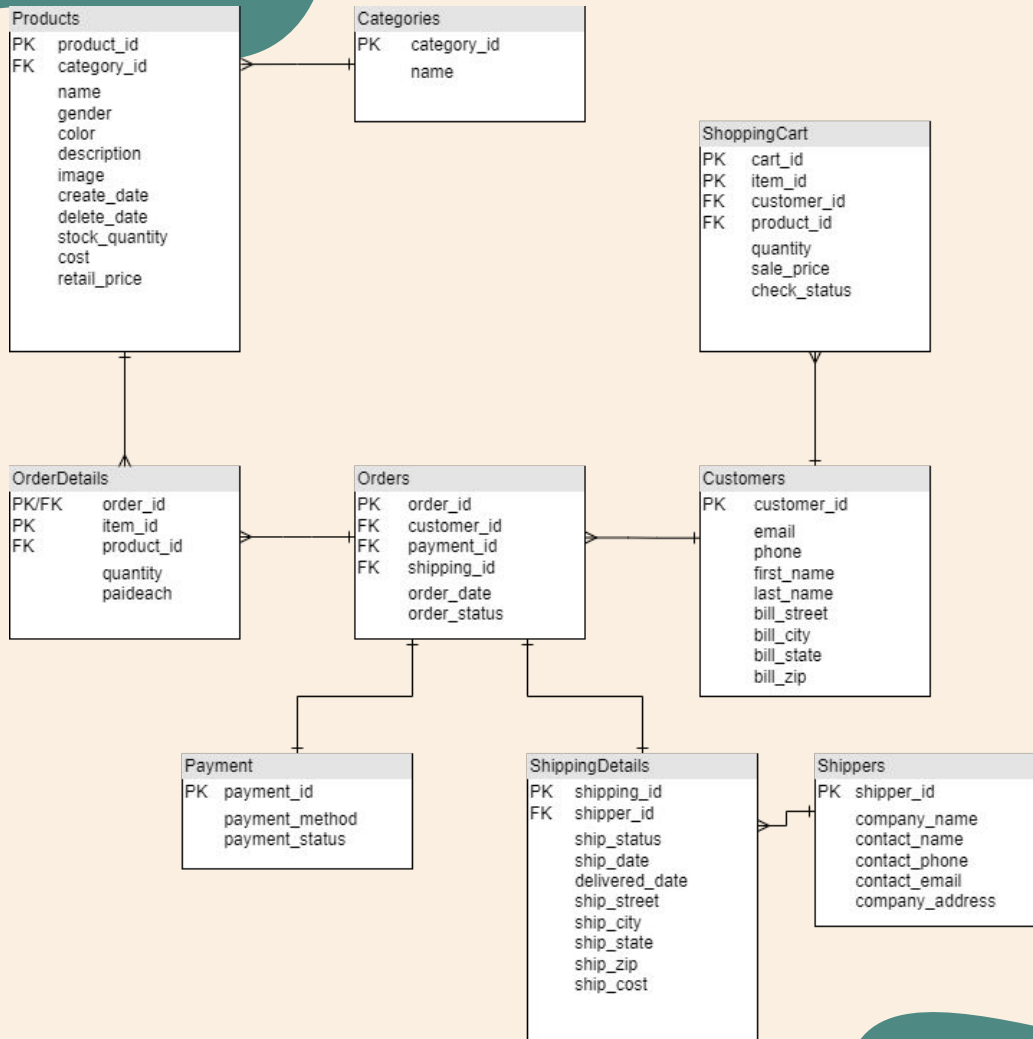 Products
PK product_id
FK category_id
name
gender
color
description
image
create_date
delete_date
stock_quantity
cost
retail_price
Categories
PK category_id
name
ShoppingCart
PK cart_id
PK item_id
FK customer_id
FK product_id
quantity
sale_price
check_status
OrderDetails
PK/FK order_id
PK item_id
FK product_id
quantity
paideach
Orders
PK order_id
FK customer_id
FK payment_id
FK shipping_id
order_date
order_status
Customers
PK customer_id
email
phone
first_name
last_name
bill_street
bill_city
bill_state
bill_zip
Payment
PK payment_id
payment_method
payment_status
ShippingDetails
PK shipping_id
FK shipper_id
ship_status
ship_date
delivered_date
ship_street
ship_city
ship_state
ship_zip
ship_cost
Shippers
PK shipper_id
company_name
contact_name
contact_phone
contact_email
company_address